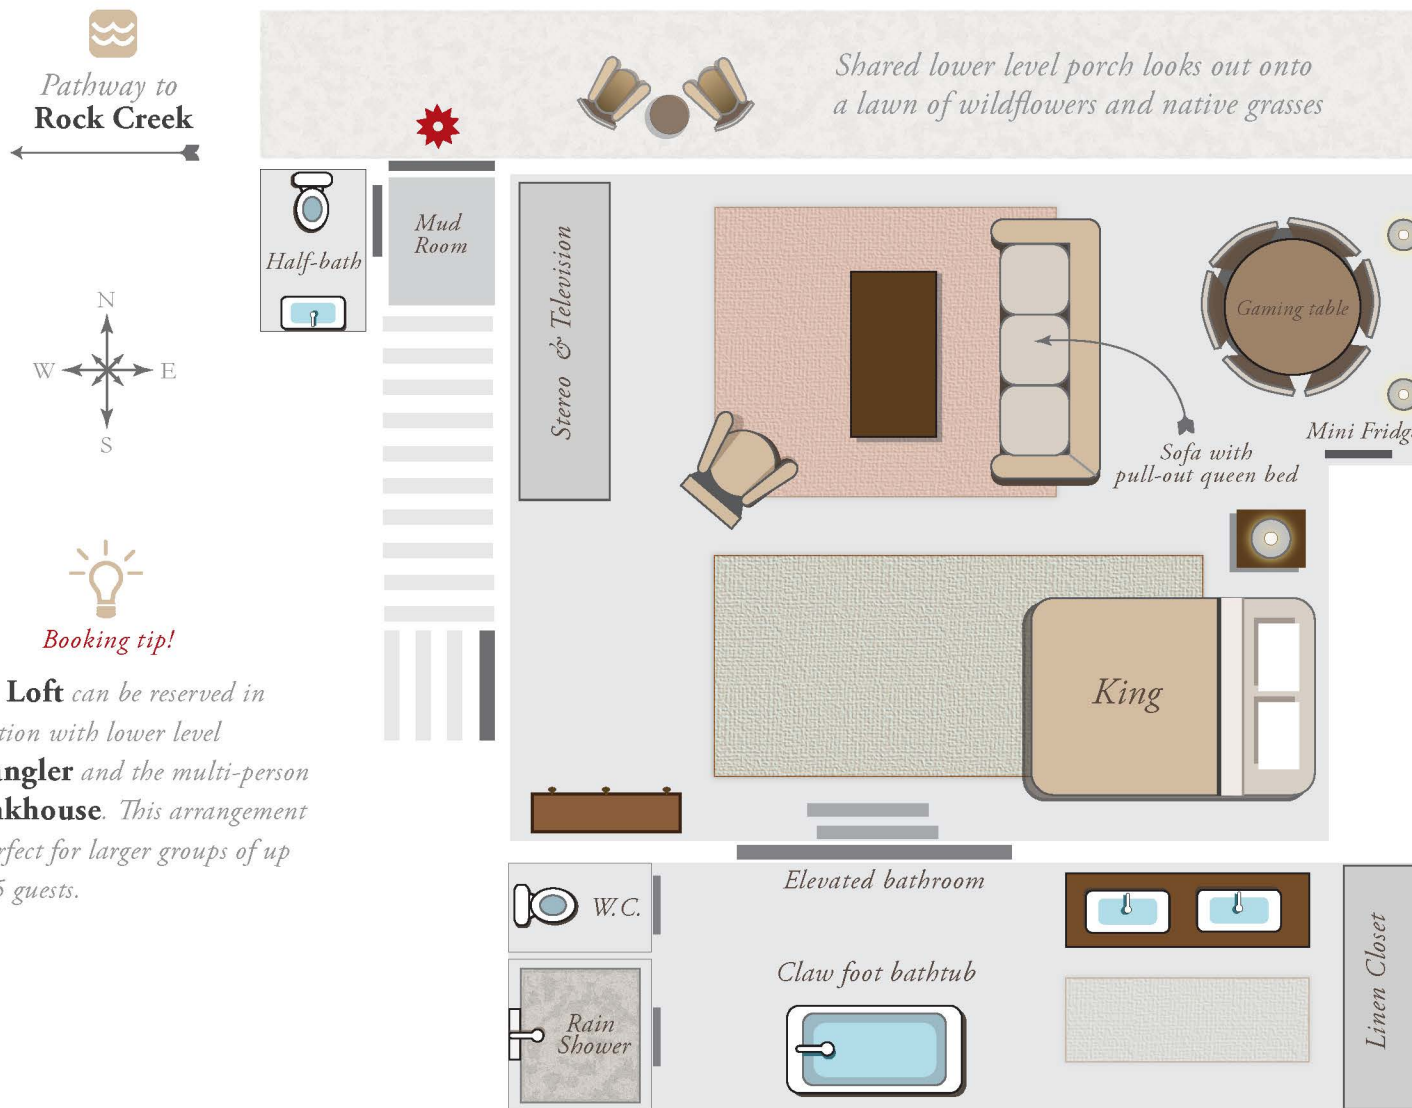 Pathway to
Rock Creek
Shared lower level porch looks out onto
a lawn of wildflowers and native grasses
Mud
Room
Half-bath
Stereo & Television
Gaming table
N
W
E
S
Mini Fridg
Sofa with
pull-out queen bed
Booking tip!
Loft can be reserved in
tion with lower level
ngler and the multi-person
khouse. This arrangement
rfect for larger groups of up
guests.
King
Elevated bathroom
W.C.
Claw foot bathtub
Rain
Shower
Linen Closet